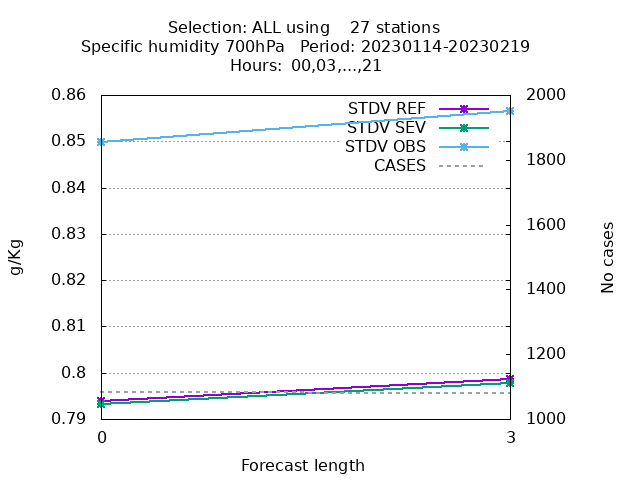 Selection: ALL using    27 stations
Specific humidity 700hPa   Period: 20230114-20230219
Hours:  00,03,...,21
0.86
0.85
0.84
0.83
0.82
0.81
0.8
0.79
2000
1800
1600
1400
1200
1000
STDV REF
STDV SEV
STDV OBS
CASES
g/Kg
No cases
0
3
Forecast length